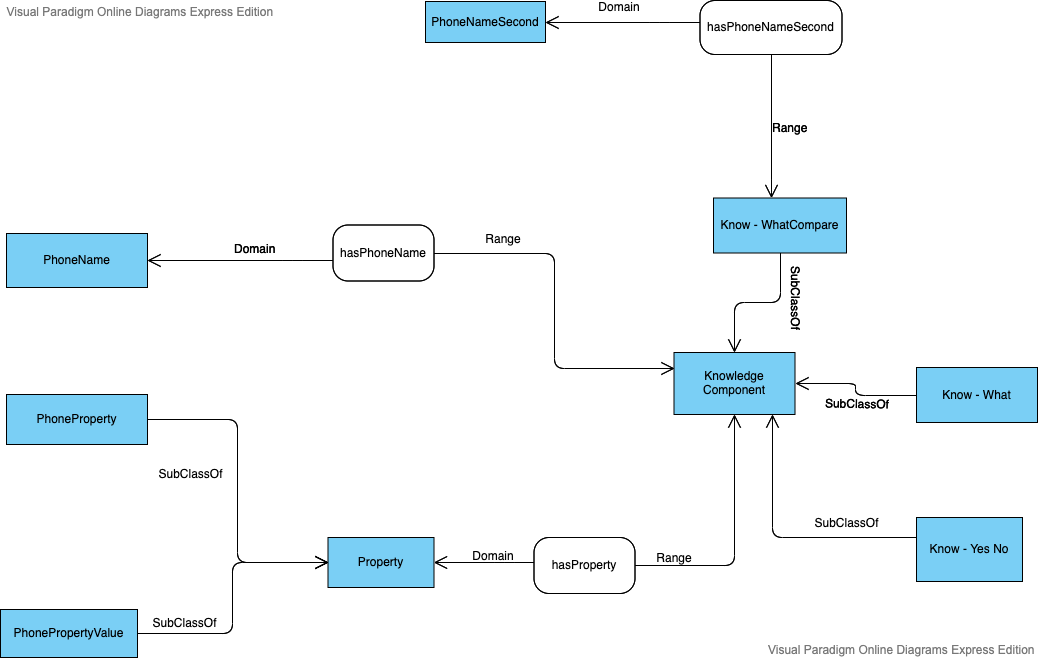 Visual Paradigm Online Diagrams Express Edition
Domain
PhoneNameSecond
hasPhoneNameSecond
Range
Know - WhatCompare
PhoneName
Domain
hasPhoneName
Range
SubClassOf
Knowledge
Component
Know - What
SubClassOf
PhoneProperty
SubClassOf
SubClassOf
Know - Yes No
Property
Domain
hasProperty
Range
PhonePropertyValue
SubClassOf
Visual Paradigm Online Diagrams Express Edition